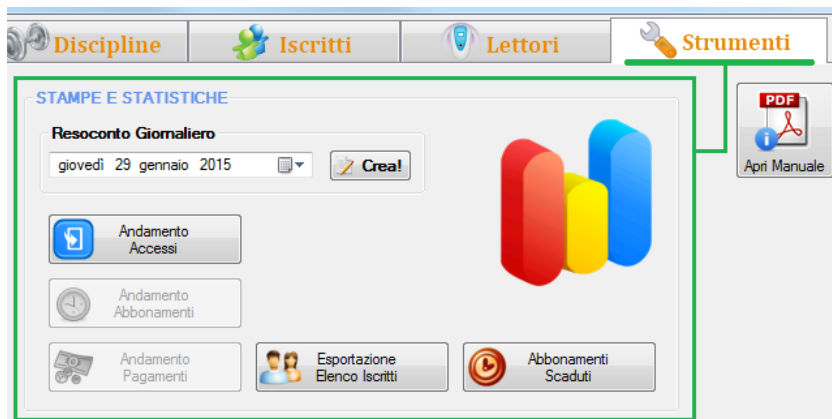 Discipline
Iscritti
Lettori
Strumenti
STAMPE E STATISTICHE
Resoconto Giornaliero
giovedì 29 gennaio 2015
Crea!
PDF
Apri Manuale
Andamento
Accessi
Andamento
Abbonamenti
Andamento
Pagamenti
Esportazione
Elenco Iscritti
Abbonamenti
Scaduti